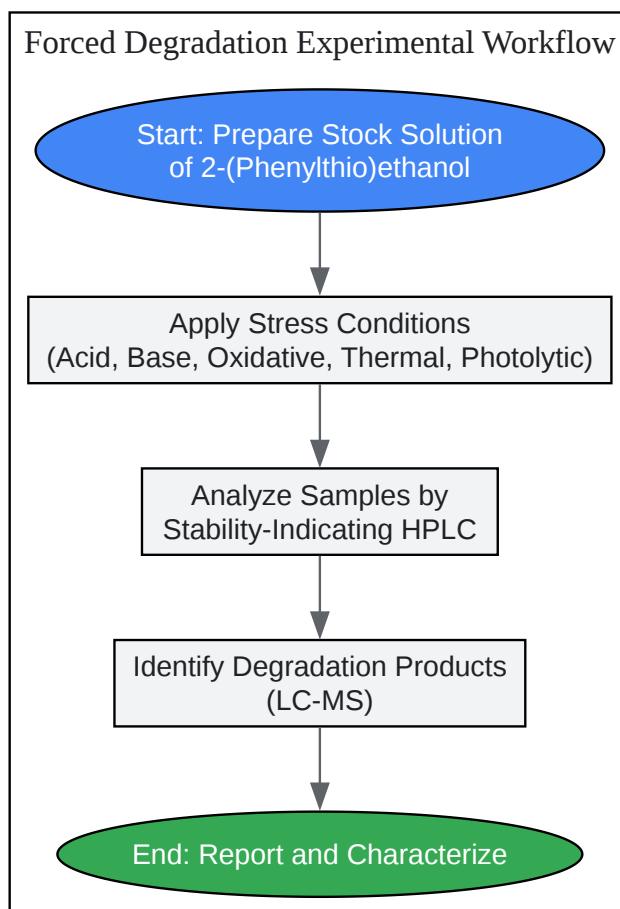 Forced Degradation Experimental Workflow
Start: Prepare Stock Solution
of 2-(Phenylthio)ethanol
Apply Stress Conditions
(Acid, Base, Oxidative, Thermal, Photolytic)
Analyze Samples by
Stability-Indicating HPLC
Identify Degradation Products
(LC-MS)
End: Report and Characterize